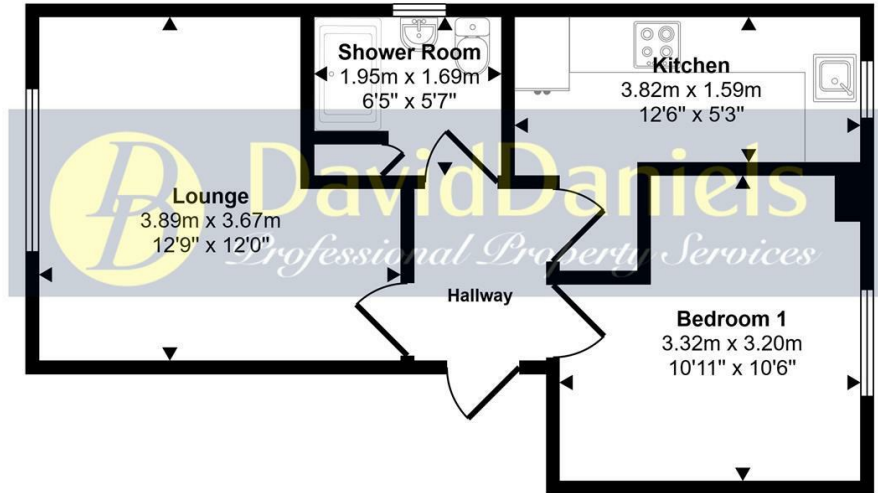 Shower Room
1.95m x 1.69m
6'5" x 5'7"
Kitchen
3.82m x 1.59m
12'6" x 5'3"
DD DavidDaniels
Professional Property Services
Lounge
3.89m x 3.67m
12'9" x 12'0"
Hallway
Bedroom 1
3.32m x 3.20m
10'11" x 10'6"